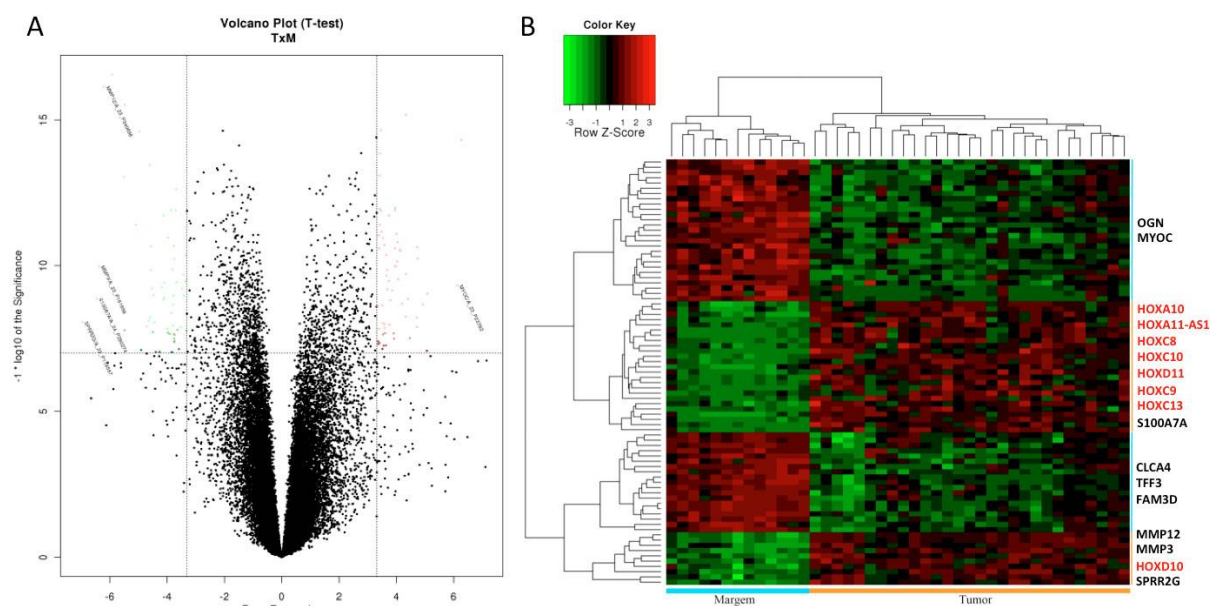 A
Volcano Plot (T-test)
TxM
-1 * log10 of the Significance
15
10
5
0
-6 -4 -2 0 2 4 6
B
Color Key
-3 -1 1 2 3
Row Z-Score
OGN
MYOC
HOXA10
HOXA11-AS1
HOXC8
HOXC10
HOXD11
HOXC9
HOXC13
S100A7A
CLCA4
TFF3
FAM3D
MMP12
MMP3
HOXD10
SPRR2G
Margem Tumor